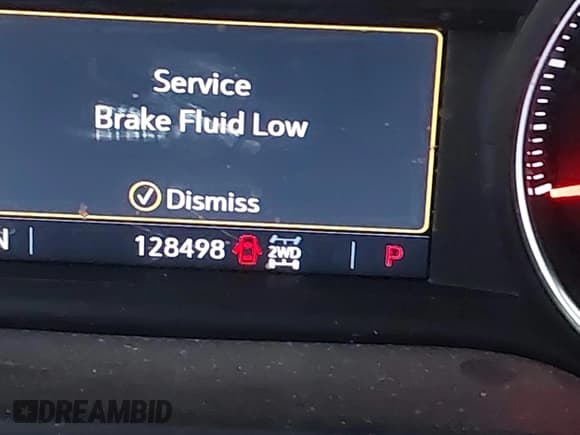 Service
Brake Fluid Low
Dismiss
N | 128498 2WD | P
DREAMBID